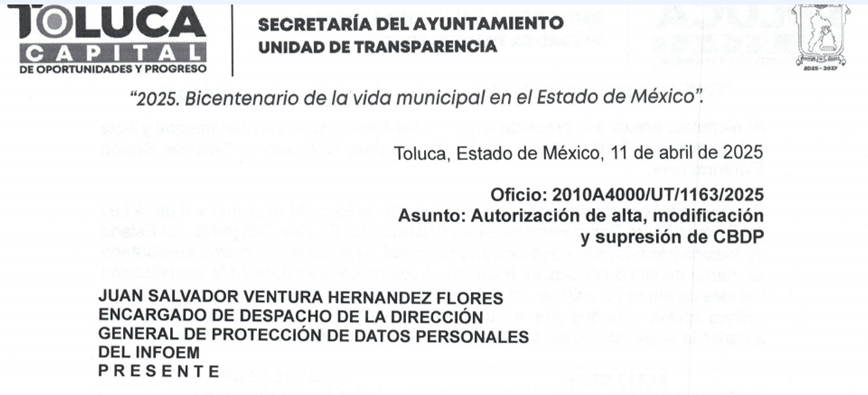 TOLUCA
CAPITAL
DE OPORTUNIDADES Y PROGRESO
SECRETARÍA DEL AYUNTAMIENTO
UNIDAD DE TRANSPARENCIA
2025 - 2027
“2025. Bicentenario de la vida municipal en el Estado de México”.
Toluca, Estado de México, 11 de abril de 2025
Oficio: 2010A4000/UT/1163/2025
Asunto: Autorización de alta, modificación
y supresión de CBDP
JUAN SALVADOR VENTURA HERNANDEZ FLORES
ENCARGADO DE DESPACHO DE LA DIRECCIÓN
GENERAL DE PROTECCIÓN DE DATOS PERSONALES
DEL INFOEM
P R E S E N T E